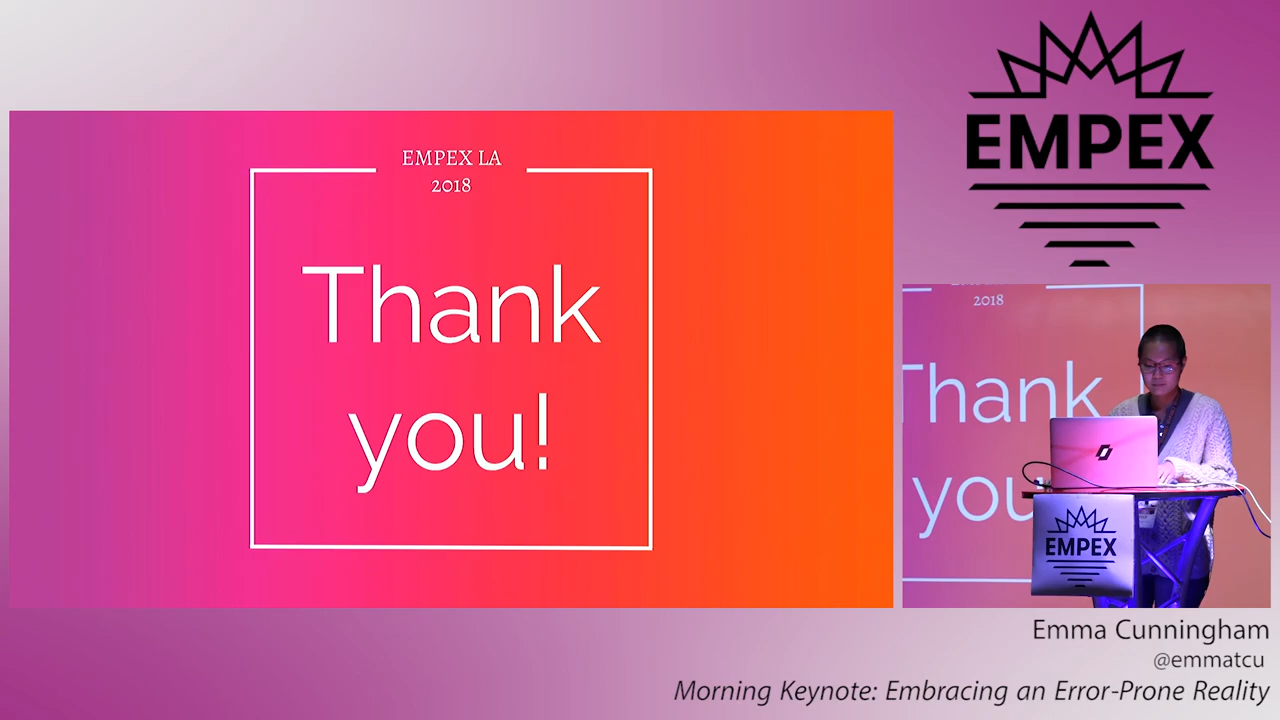 EMPEX LA
2018
Thank
you!
EMPEX
2018
Thank
you
EMPEX
Emma Cunningham
@emmatcu
Morning Keynote: Embracing an Error-Prone Reality